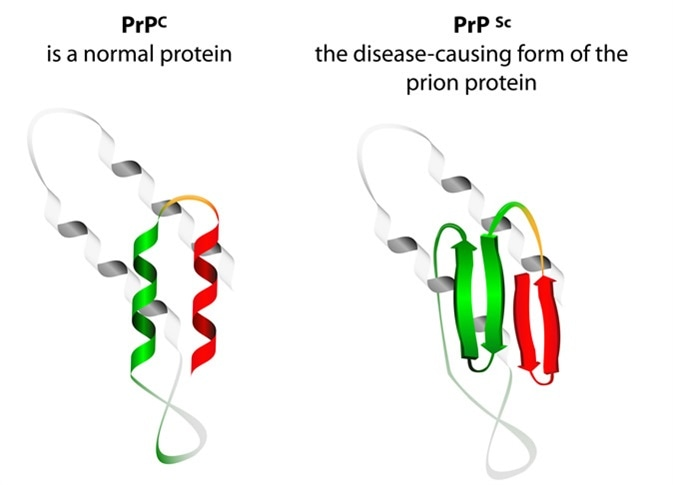 PrPC
is a normal protein
PrP Sc
the disease-causing form of the
prion protein